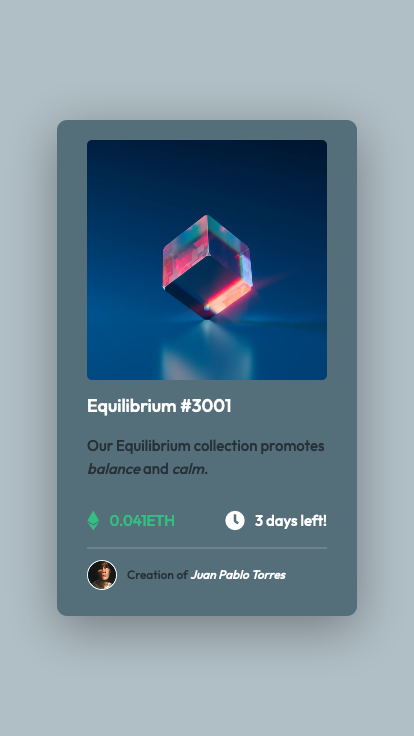 Equilibrium #3001
Our Equilibrium collection promotes
balance and calm.
0.041ETH 3 days left!
Creation of Juan Pablo Torres